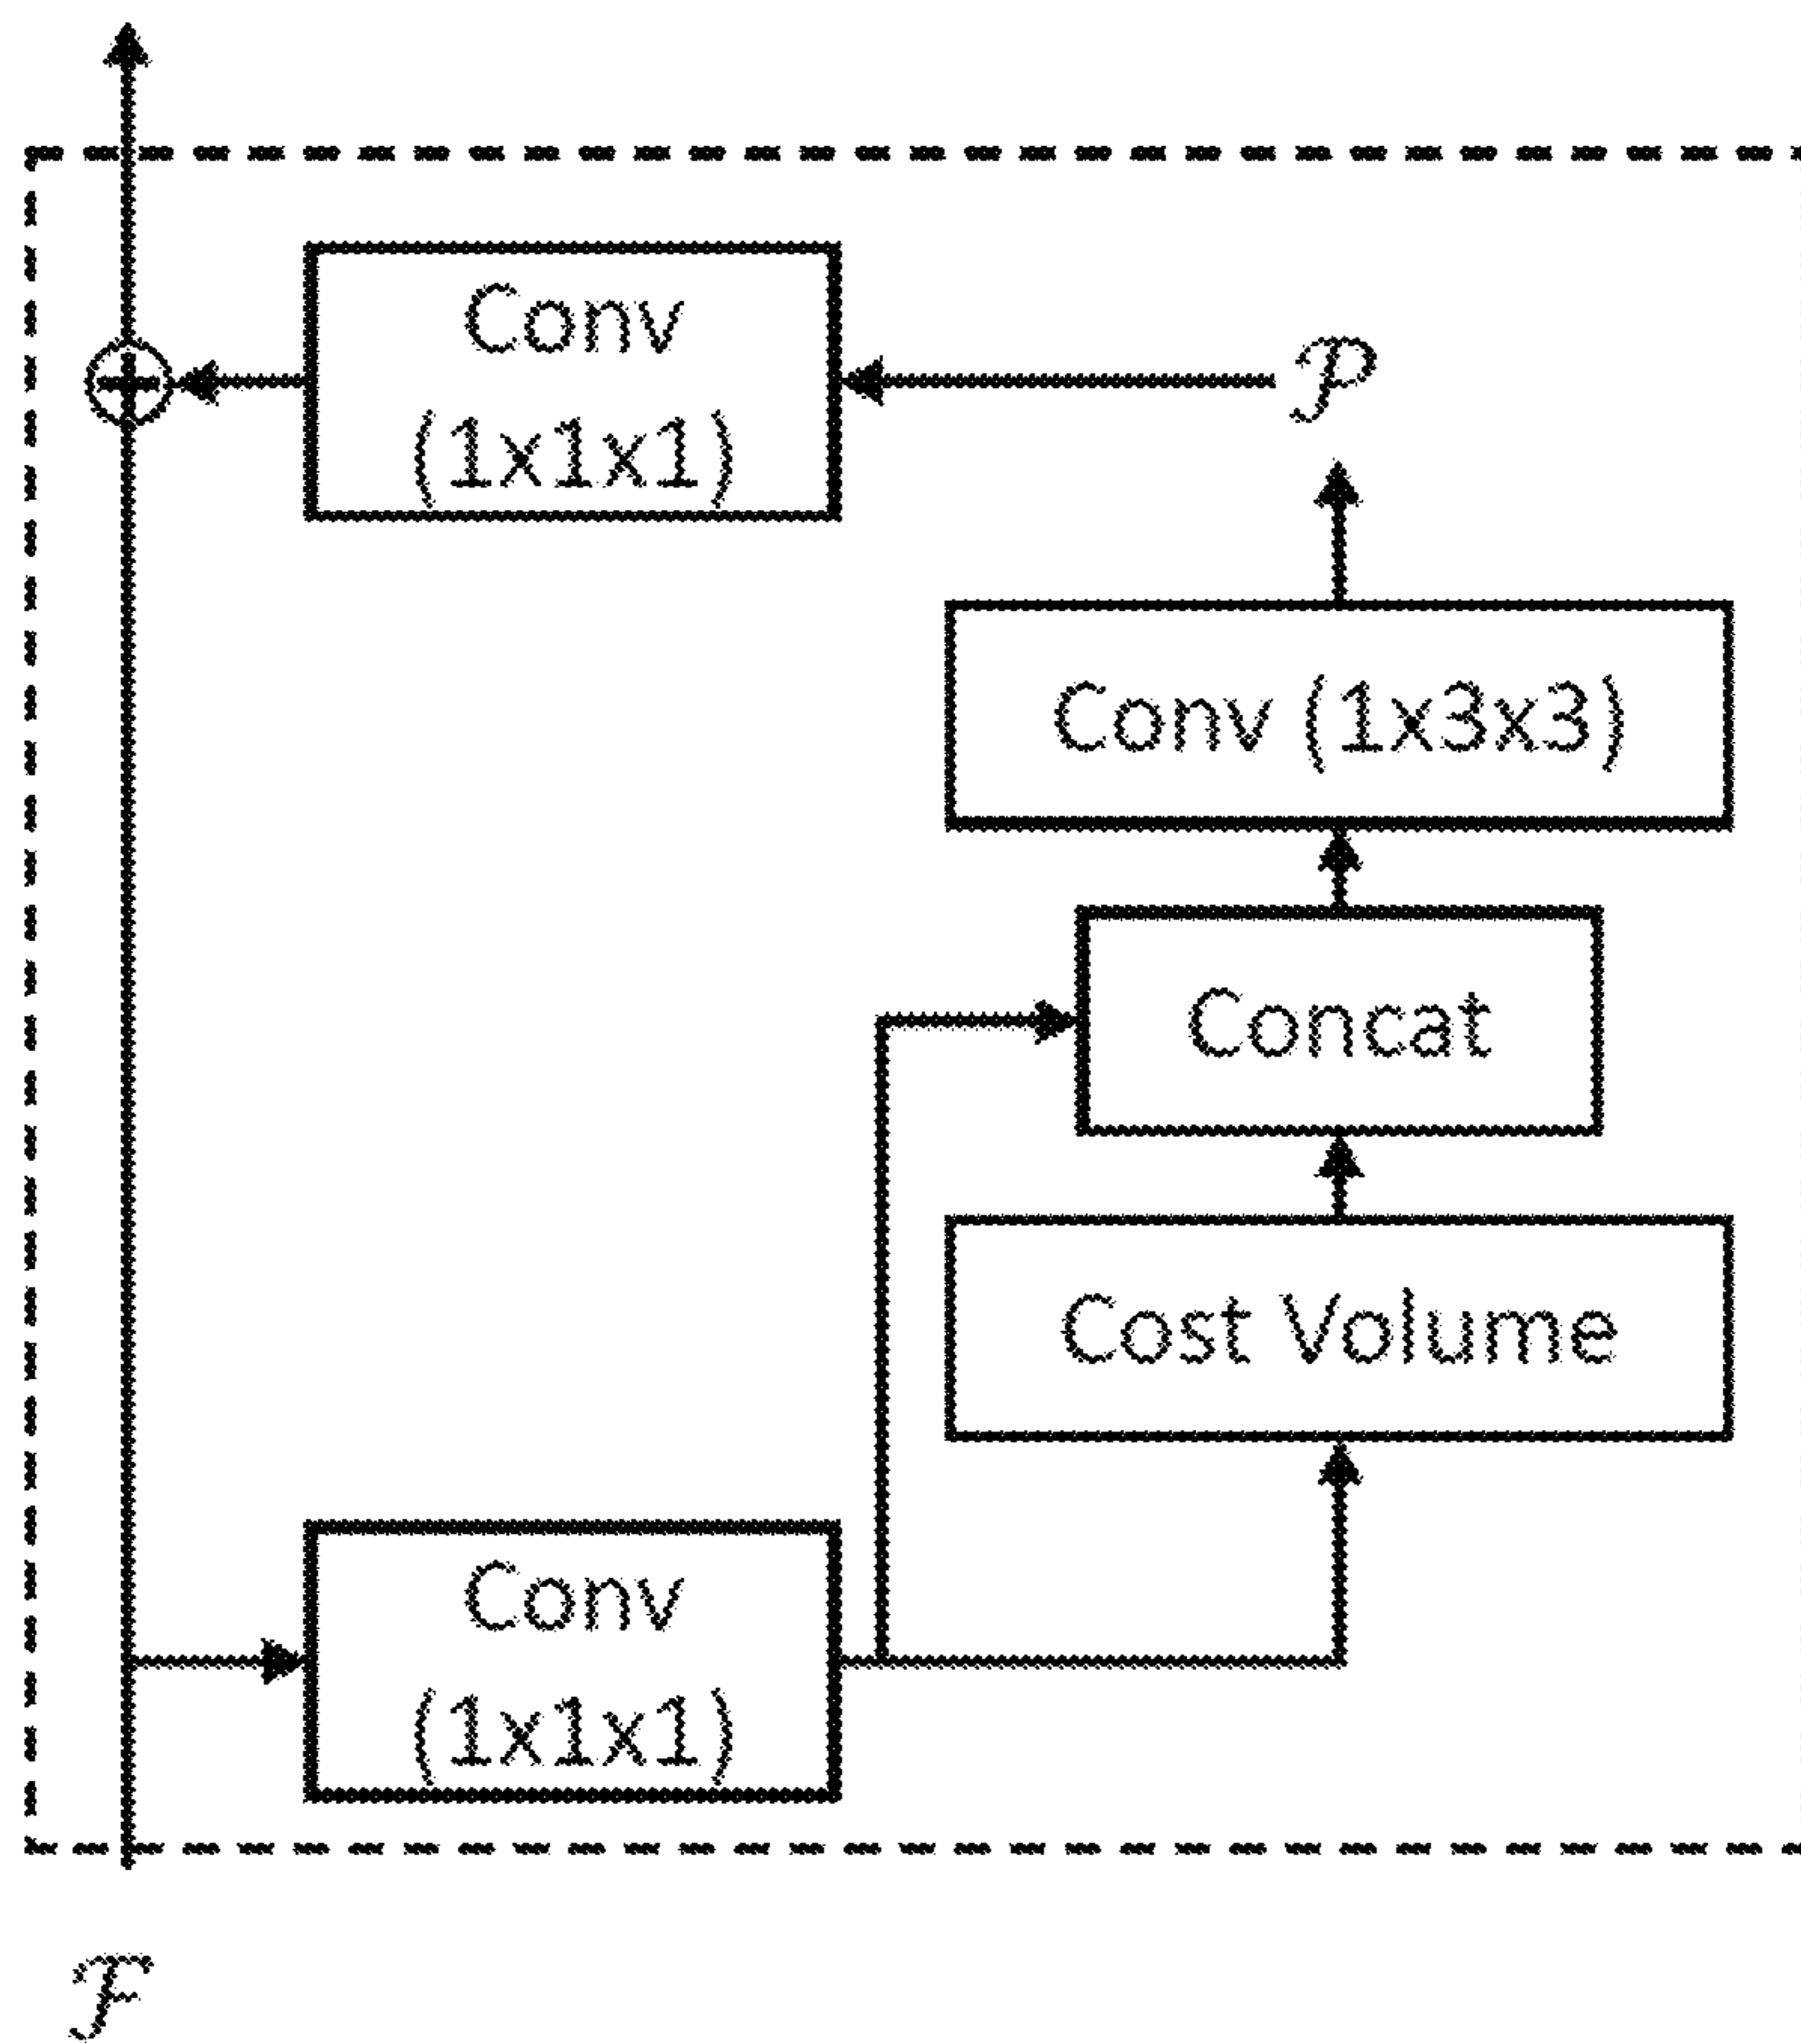 Conv
(1x1x1)
𝒫
Conv (1x3x3)
Concat
Cost Volume
Conv
(1x1x1)
ℱ